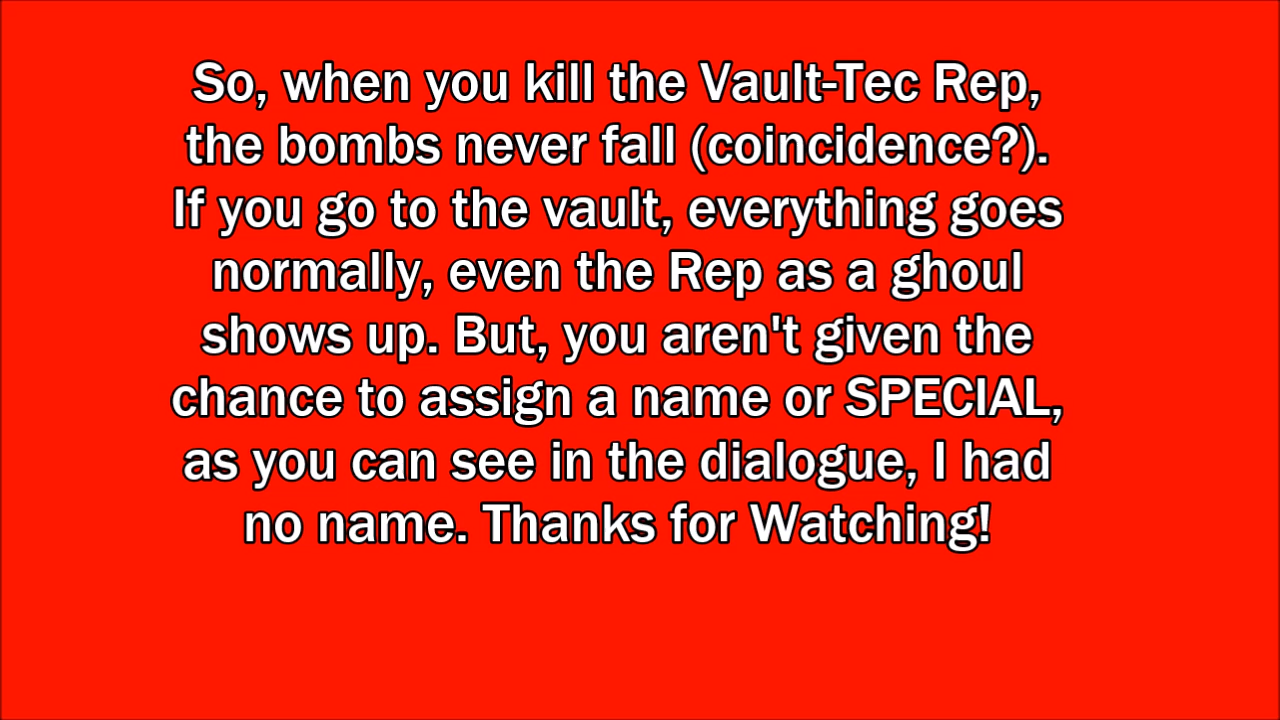 So, when you kill the Vault-Tec Rep,
the bombs never fall (coincidence?).
If you go to the vault, everything goes
normally, even the Rep as a ghoul
shows up. But, you aren't given the
chance to assign a name or SPECIAL,
as you can see in the dialogue, I had
no name. Thanks for Watching!